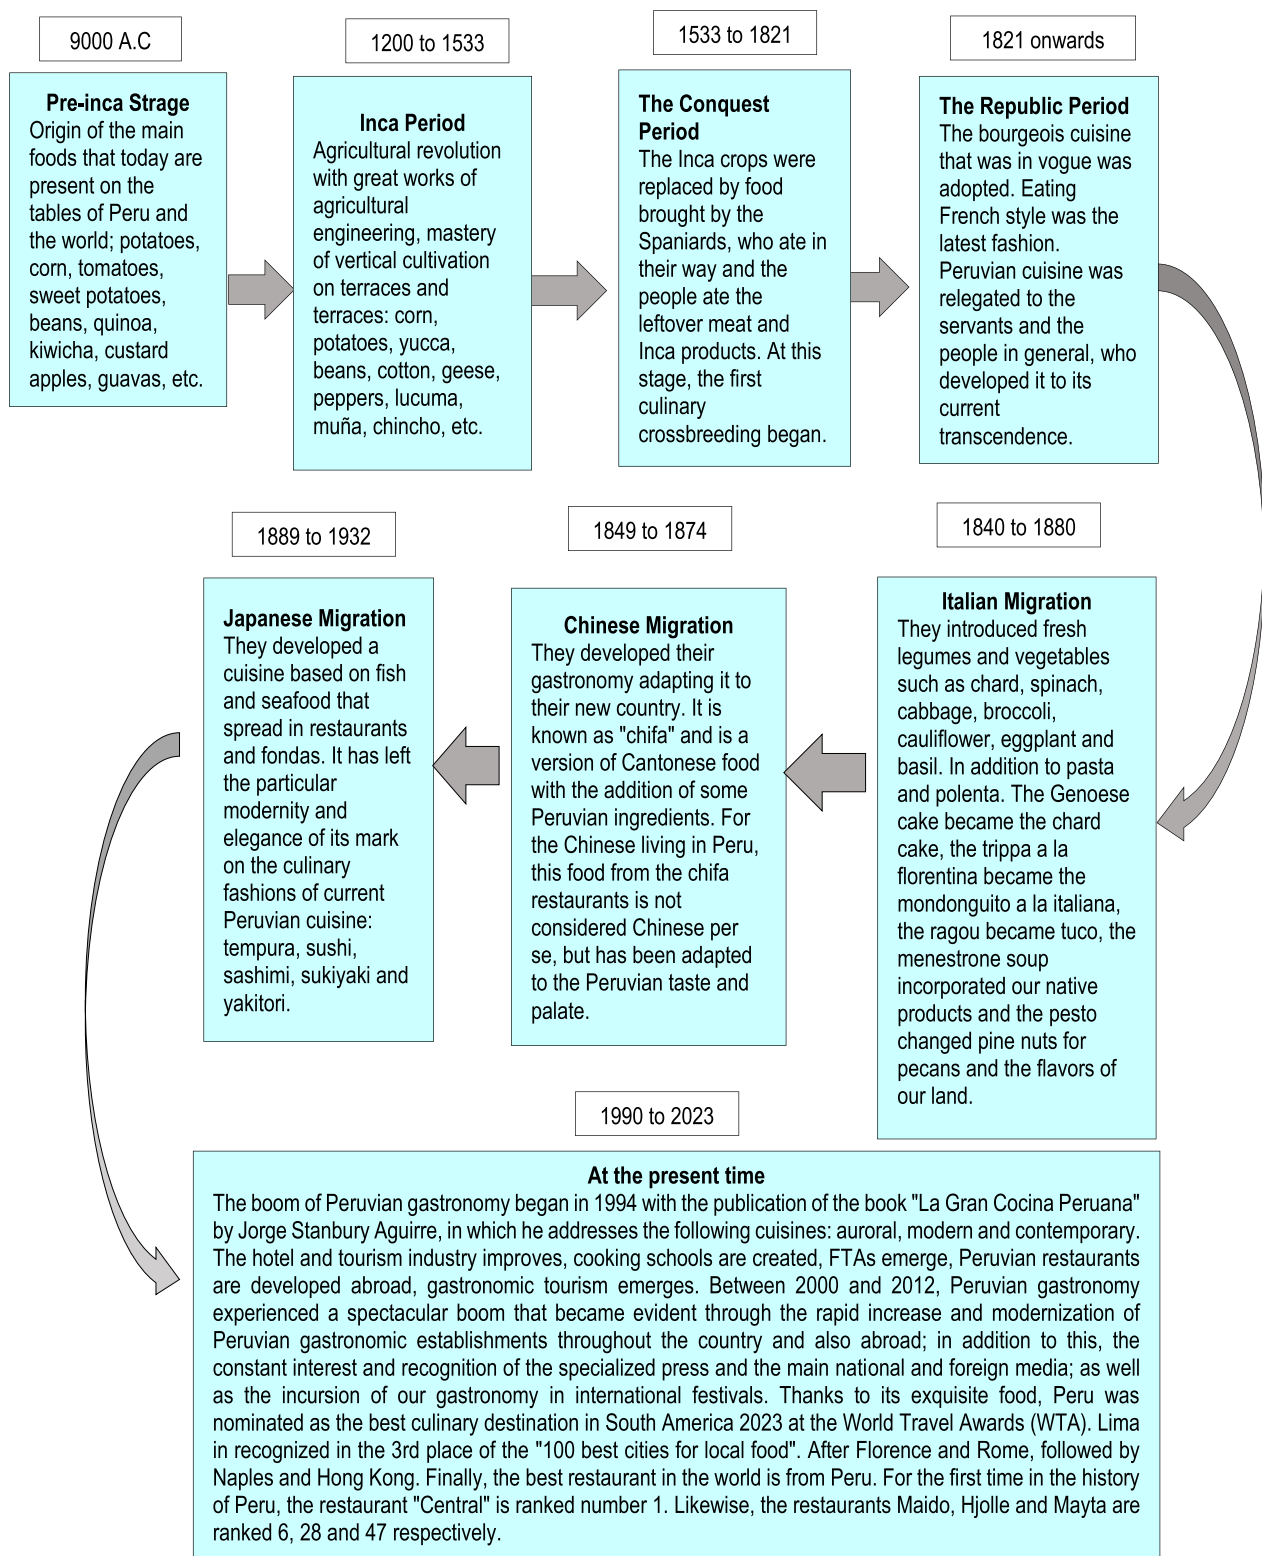 9000 A.C
Pre-inca Strage
Origin of the main
foods that today are
present on the
tables of Peru and
the world; potatoes,
corn, tomatoes,
sweet potatoes,
beans, quinoa,
kiwicha, custard
apples, guavas, etc.
1200 to 1533
Inca Period
Agricultural revolution
with great works of
agricultural
engineering, mastery
of vertical cultivation
on terraces and
terraces: corn,
potatoes, yucca,
beans, cotton, geese,
peppers, lucuma,
muña, chincho, etc.
1533 to 1821
The Conquest
Period
The Inca crops were
replaced by food
brought by the
Spaniards, who ate in
their way and the
people ate the
leftover meat and
Inca products. At this
stage, the first
culinary
crossbreeding began.
1821 onwards
The Republic Period
The bourgeois cuisine
that was in vogue was
adopted. Eating
French style was the
latest fashion.
Peruvian cuisine was
relegated to the
servants and the
people in general, who
developed it to its
current
transcendence.
1840 to 1880
Italian Migration
They introduced fresh
legumes and vegetables
such as chard, spinach,
cabbage, broccoli,
cauliflower, eggplant and
basil. In addition to pasta
and polenta. The Genoese
cake became the chard
cake, the trippa a la
florentina became the
mondonguito a la italiana,
the ragou became tuco, the
menestrone soup
incorporated our native
products and the pesto
changed pine nuts for
pecans and the flavors of
our land.
1849 to 1874
Chinese Migration
They developed their
gastronomy adapting it to
their new country. It is
known as "chifa" and is a
version of Cantonese food
with the addition of some
Peruvian ingredients. For
the Chinese living in Peru,
this food from the chifa
restaurants is not
considered Chinese per
se, but has been adapted
to the Peruvian taste and
palate.
1889 to 1932
Japanese Migration
They developed a
cuisine based on fish
and seafood that
spread in restaurants
and fondas. It has left
the particular
modernity and
elegance of its mark
on the culinary
fashions of current
Peruvian cuisine:
tempura, sushi,
sashimi, sukiyaki and
yakitori.
1990 to 2023
At the present time
The boom of Peruvian gastronomy began in 1994 with the publication of the book "La Gran Cocina Peruana"
by Jorge Stanbury Aguirre, in which he addresses the following cuisines: auroral, modern and contemporary.
The hotel and tourism industry improves, cooking schools are created, FTAs emerge, Peruvian restaurants
are developed abroad, gastronomic tourism emerges. Between 2000 and 2012, Peruvian gastronomy
experienced a spectacular boom that became evident through the rapid increase and modernization of
Peruvian gastronomic establishments throughout the country and also abroad; in addition to this, the
constant interest and recognition of the specialized press and the main national and foreign media; as well
as the incursion of our gastronomy in international festivals. Thanks to its exquisite food, Peru was
nominated as the best culinary destination in South America 2023 at the World Travel Awards (WTA). Lima
in recognized in the 3rd place of the "100 best cities for local food". After Florence and Rome, followed by
Naples and Hong Kong. Finally, the best restaurant in the world is from Peru. For the first time in the history
of Peru, the restaurant "Central" is ranked number 1. Likewise, the restaurants Maido, Hjolle and Mayta are
ranked 6, 28 and 47 respectively.